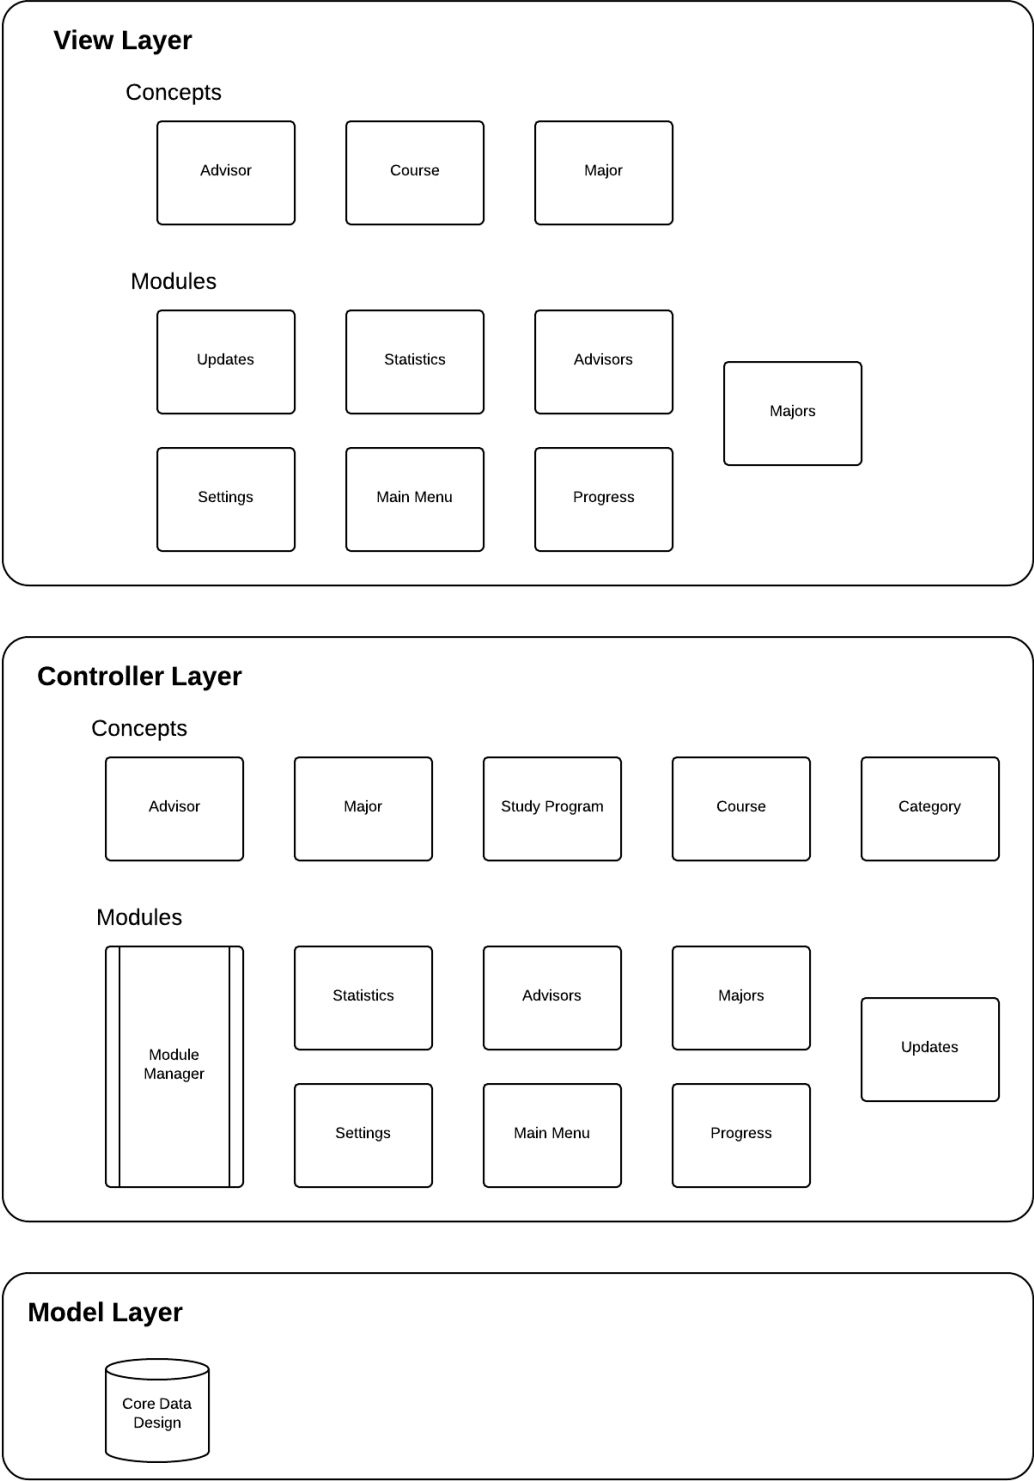 View Layer
Concepts
Advisor
Course
Major
Modules
Updates
Statistics
Advisors
Majors
Settings
Main Menu
Progress
Controller Layer
Concepts
Advisor
Major
Study Program
Course
Category
Modules
Module
Manager
Statistics
Advisors
Majors
Updates
Settings
Main Menu
Progress
Model Layer
Core Data
Design